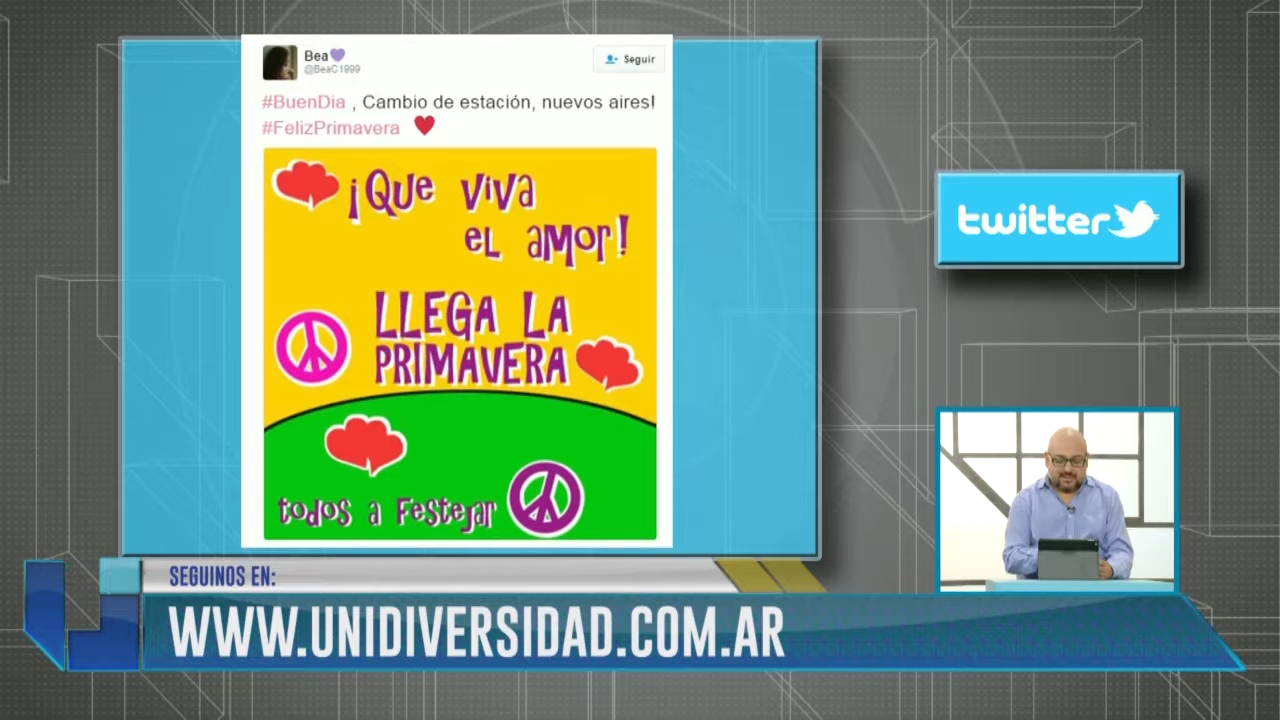 Bea💜
@BeaC1999
Seguir
#BuenDia , Cambio de estación, nuevos aires!
#FelizPrimavera ❤
¡QUE VIVA
EL AMOR!
LLEGA LA
PRIMAVERA
todos a Festejar
twitter
SEGUINOS EN:
WWW.UNIDIVERSIDAD.COM.AR